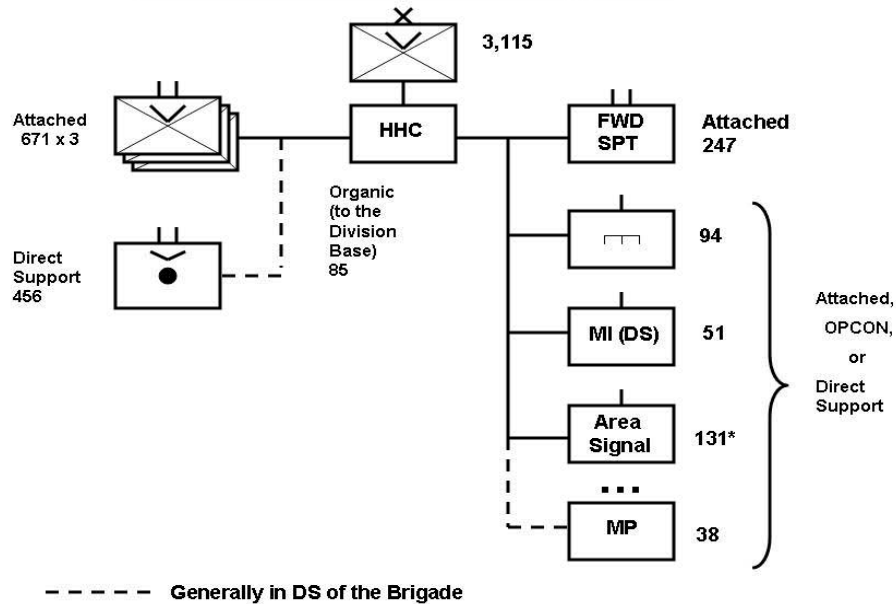 3,115
Attached
671 x 3
HHC
FWD
SPT
Attached
247
Organic
(to the
Division
Base)
85
Direct
Support
456
94
MI (DS)
51
Area
Signal
131*
MP
38
Attached,
OPCON,
or
Direct
Support
Generally in DS of the Brigade